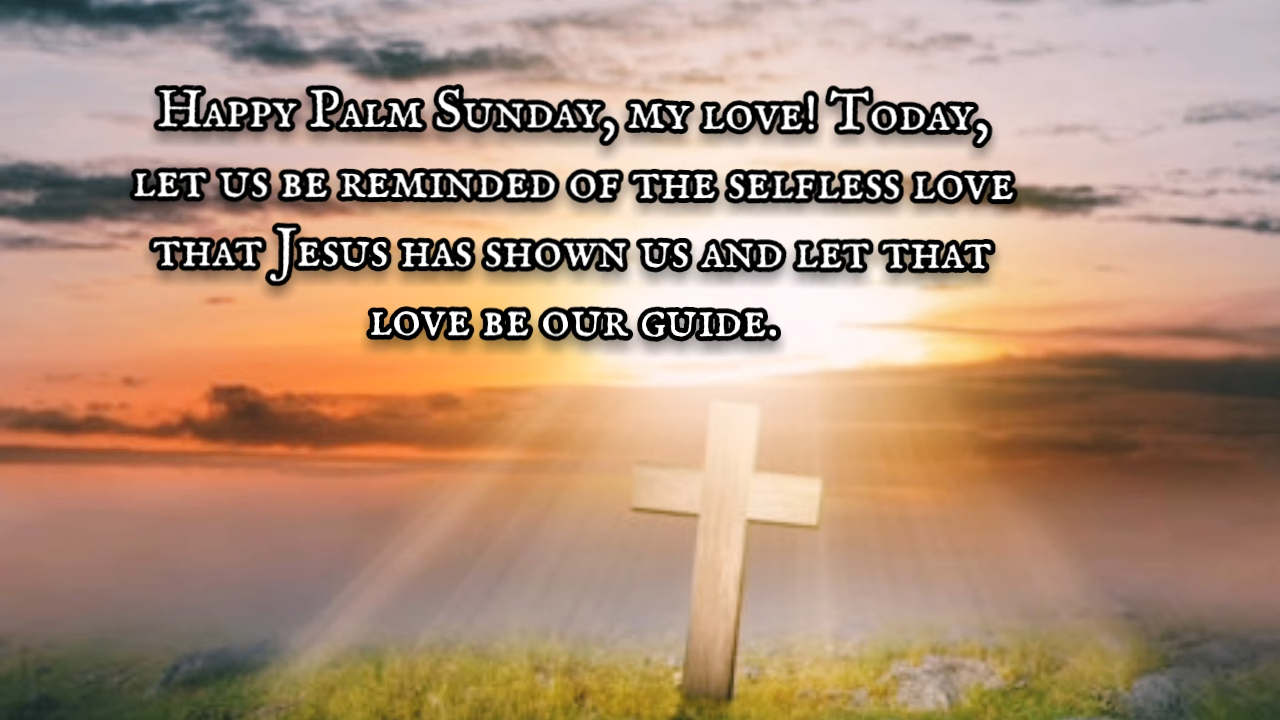 Happy Palm Sunday, my love! Today,
let us be reminded of the selfless love
that Jesus has shown us and let that
love be our guide.